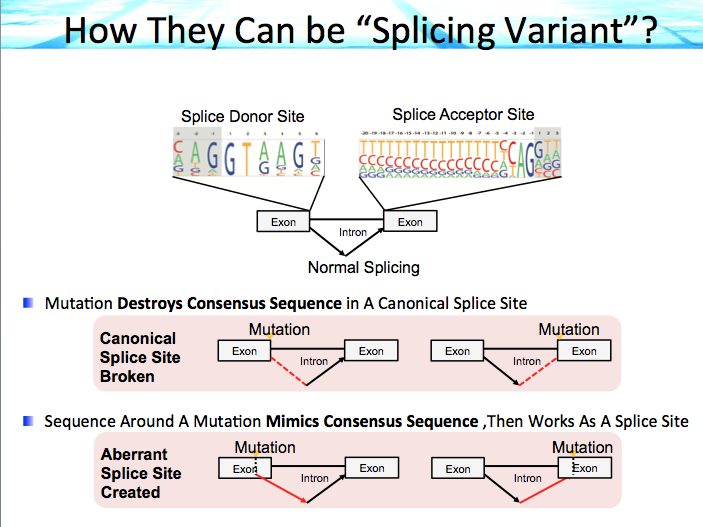 How They Can be “Splicing Variant”?
Splice Donor Site
Splice Acceptor Site
Exon
Intron
Exon
Normal Splicing
Mutation Destroys Consensus Sequence in A Canonical Splice Site
Canonical
Splice Site
Broken
Mutation
Exon
Intron
Exon
Mutation
Exon
Intron
Exon
Sequence Around A Mutation Mimics Consensus Sequence ,Then Works As A Splice Site
Aberrant
Splice Site
Created
Mutation
Exon
Intron
Exon
Mutation
Exon
Intron
Exon